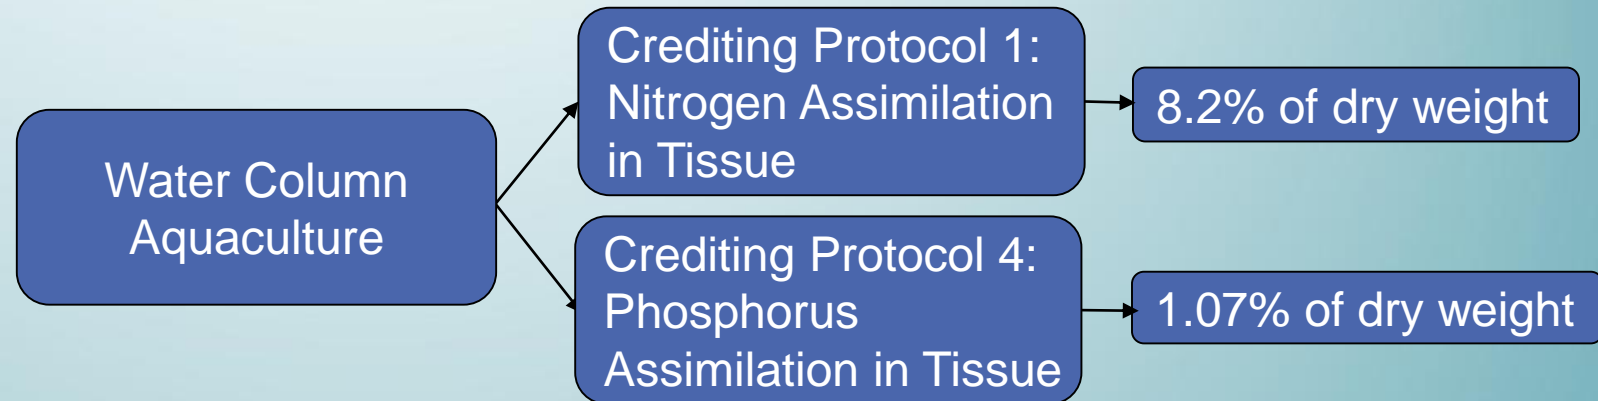 Water Column
Aquaculture
Crediting Protocol 1:
Nitrogen Assimilation
in Tissue
8.2% of dry weight
Crediting Protocol 4:
Phosphorus
Assimilation in Tissue
1.07% of dry weight